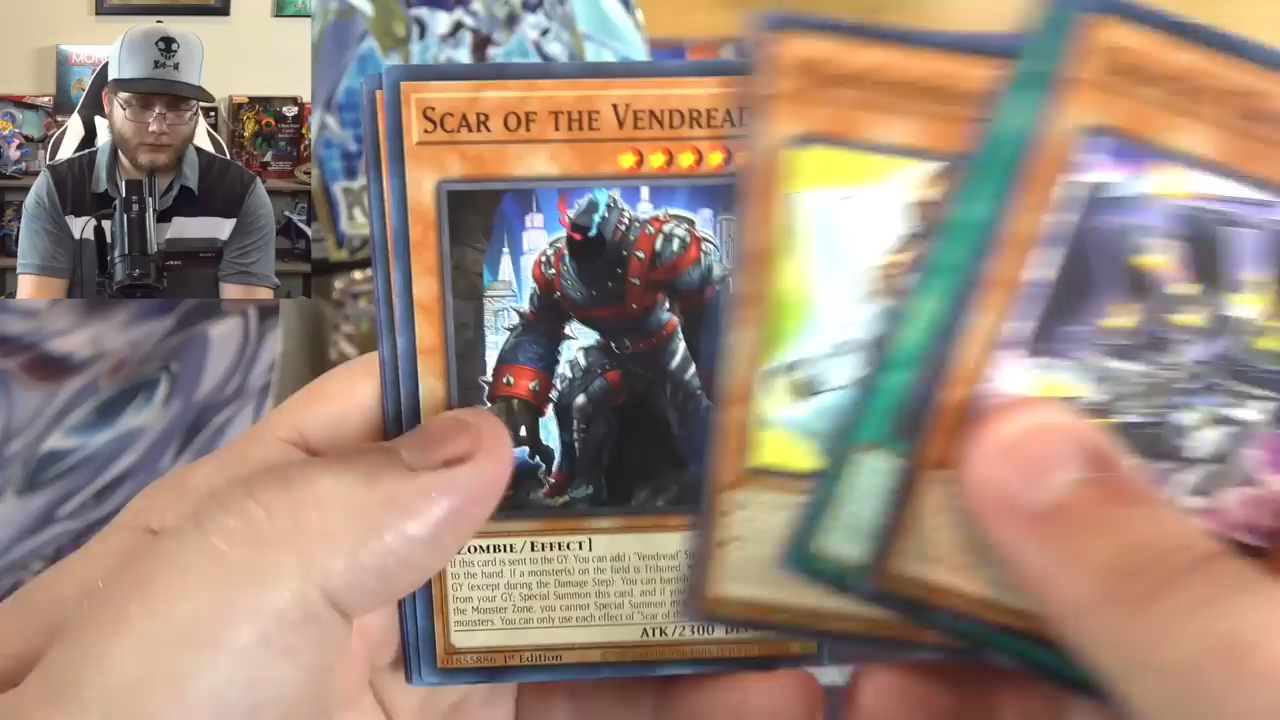 MON
SCAR OF THE VENDREAD
ZOMBIE/EFFECT]
If this card is sent to the GY: You can add 1 "Vendread"
to the hand. If a monster(s) on the field is Tributed
GY (except during the Damage Step): You can banish
from your GY; Special Summon this card, and if you
the Monster Zone, you cannot Special Summon
monsters. You can only use each effect of "Scar of
ATK/2300
01855886 1st Edition